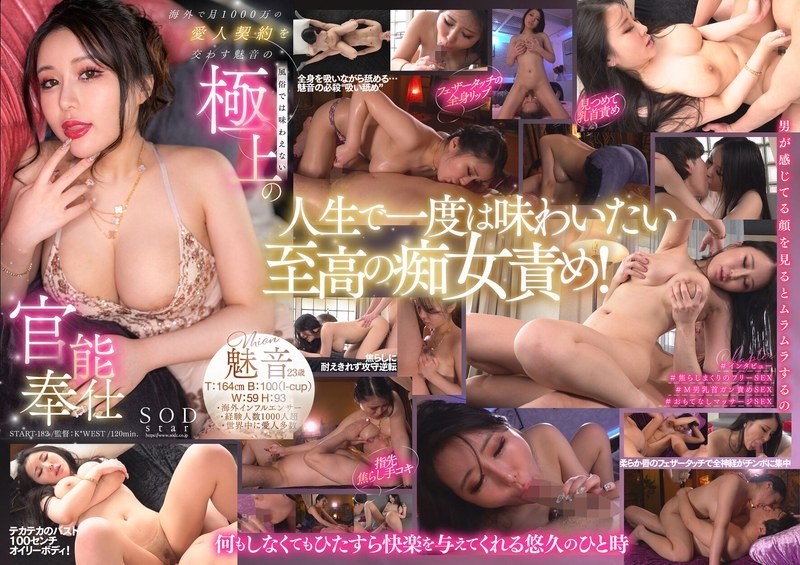 海外で月1000万の
愛人契約を
交わす魅音の
風俗では味わえない
極上の
官能
奉仕
全身を吸いながら舐める…
魅音の必殺“吸い舐め”
フェザータッチの
全身リップ
見つめて
乳首責め
男が感じてる顔を見るとムラムラするの
人生で一度は味わいたい
至高の痴女責め!
焦らしに
耐えきれず攻守逆転
魅音
23歳
T:164cm B:100(I-cup)
W:59 H:93
・海外インフルエンサー
・経験人数1000人超
・世界中に愛人多数
SOD
star
START-183/監督:K*WEST/120min.
#インタビュー
#焦らしまくりのフリーSEX
#M男乳首ガン責めSEX
#おもてなしマッサージSEX
指先
焦らし手コキ
柔らか唇のフェザータッチで全神経がチンポに集中
テカテカのバスト
100センチ
オイリーボディ!
何もしなくてもひたすら快楽を与えてくれる悠久のひと時